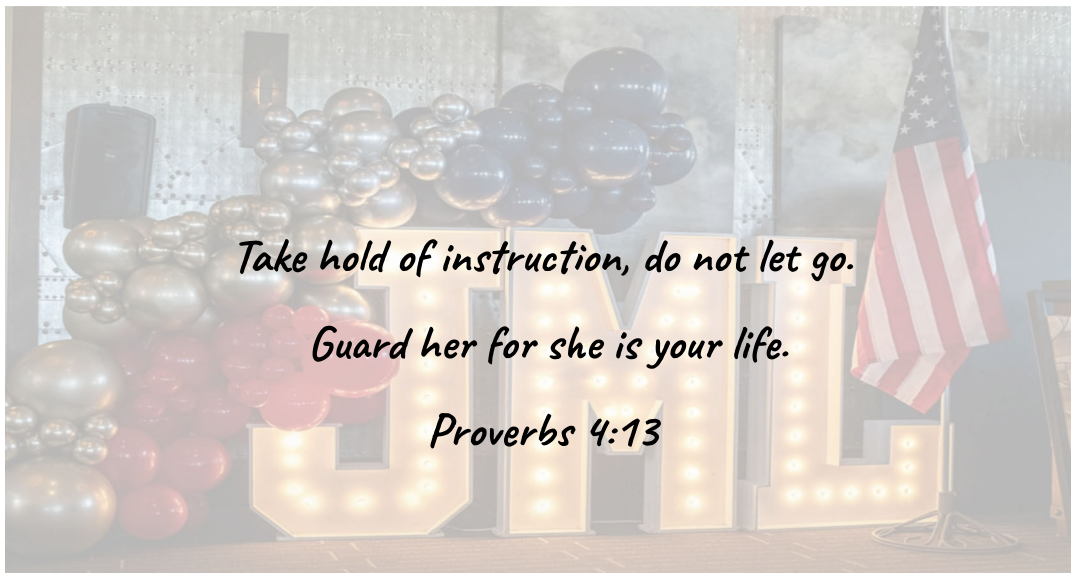 Take hold of instruction, do not let go.
Guard her for she is your life.
Proverbs 4:13
JML